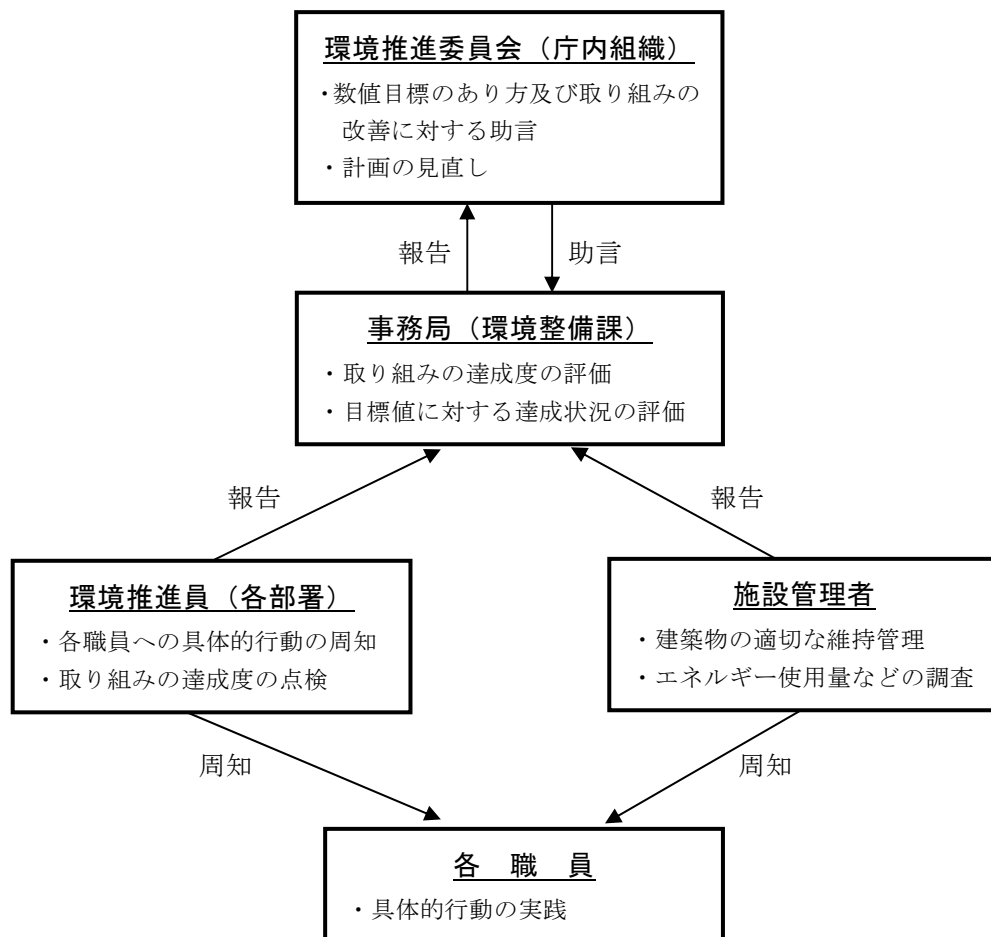 環境推進委員会（庁内組織）
・数値目標のあり方及び取り組みの
改善に対する助言
・計画の見直し
報告
助言
事務局（環境整備課）
・取り組みの達成度の評価
・目標値に対する達成状況の評価
報告
報告
環境推進員（各部署）
・各職員への具体的行動の周知
・取り組みの達成度の点検
施設管理者
・建築物の適切な維持管理
・エネルギー使用量などの調査
周知
周知
各　職　員
・具体的行動の実践